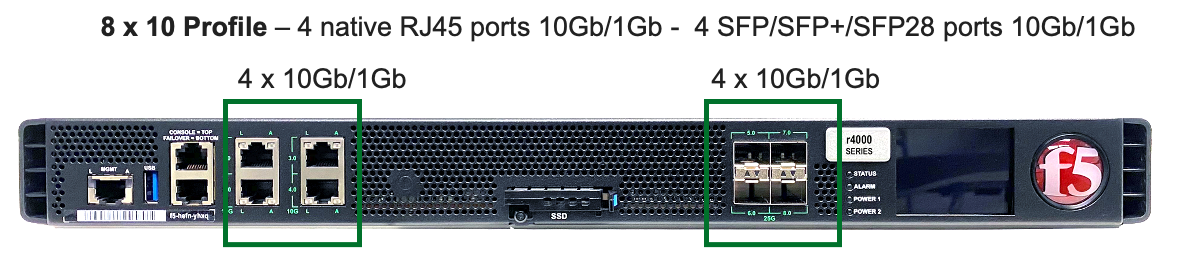 8 x 10 Profile – 4 native RJ45 ports 10Gb/1Gb -  4 SFP/SFP+/SFP28 ports 10Gb/1Gb
4 x 10Gb/1Gb
4 x 10Gb/1Gb
CONSOLE = TOP
FAILOVER = BOTTOM
MGMT
USB
L A
L A
L A
3.0
4.0
L A
L A
10G
f5-hefn-yhxq
SSD
5.0 7.0
6.0 8.0
25G
r4000
SERIES
STATUS
ALARM
POWER 1
POWER 2
f5